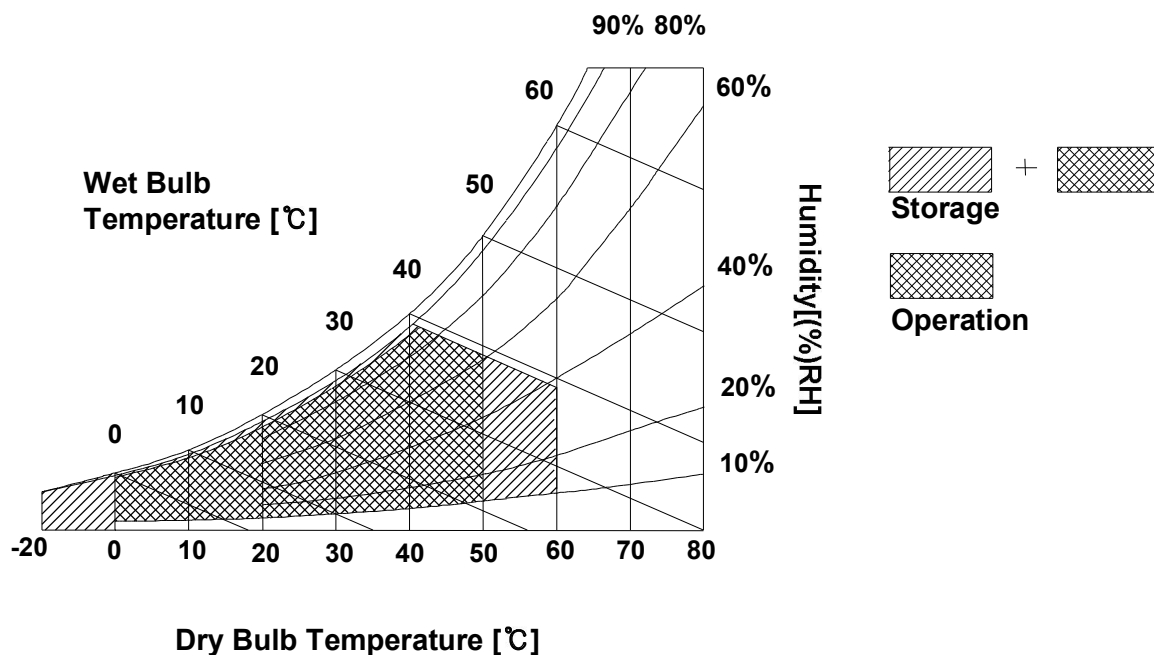 90% 80%
60
60%
50
Wet Bulb
Temperature [℃]
Storage
+
40
40%
Humidity[(%)RH]
30
Operation
20
20%
10
0
10%
-20 0 10 20 30 40 50 60 70 80
Dry Bulb Temperature [℃]